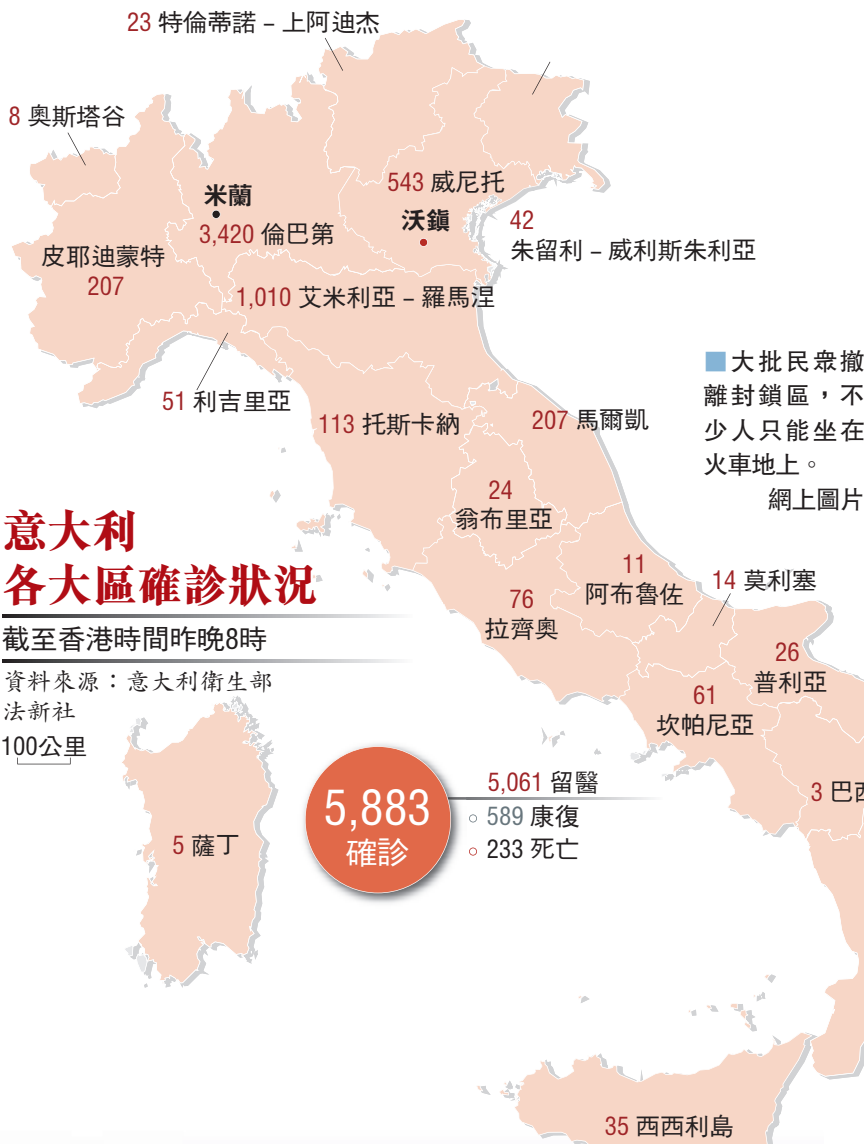 23 特倫蒂諾 – 上阿迪杰
8 奧斯塔谷
543 威尼托
米蘭
沃鎮
3,420 倫巴第
42
朱留利 – 威利斯朱利亞
皮耶迪蒙特
207
1,010 艾米利亞 – 羅馬涅
■大批民眾撤
離封鎖區，不
少人只能坐在
火車地上。
網上圖片
51 利吉里亞
113 托斯卡納
207 馬爾凱
24
翁布里亞
意大利
各大區確診狀況
截至香港時間昨晚8時
資料來源：意大利衛生部
法新社
100公里
11
阿布魯佐
14 莫利塞
76
拉齊奧
26
普利亞
61
坎帕尼亞
3 巴
5,883
確診
5,061 留醫
589 康復
233 死亡
5 薩丁
35 西西利島